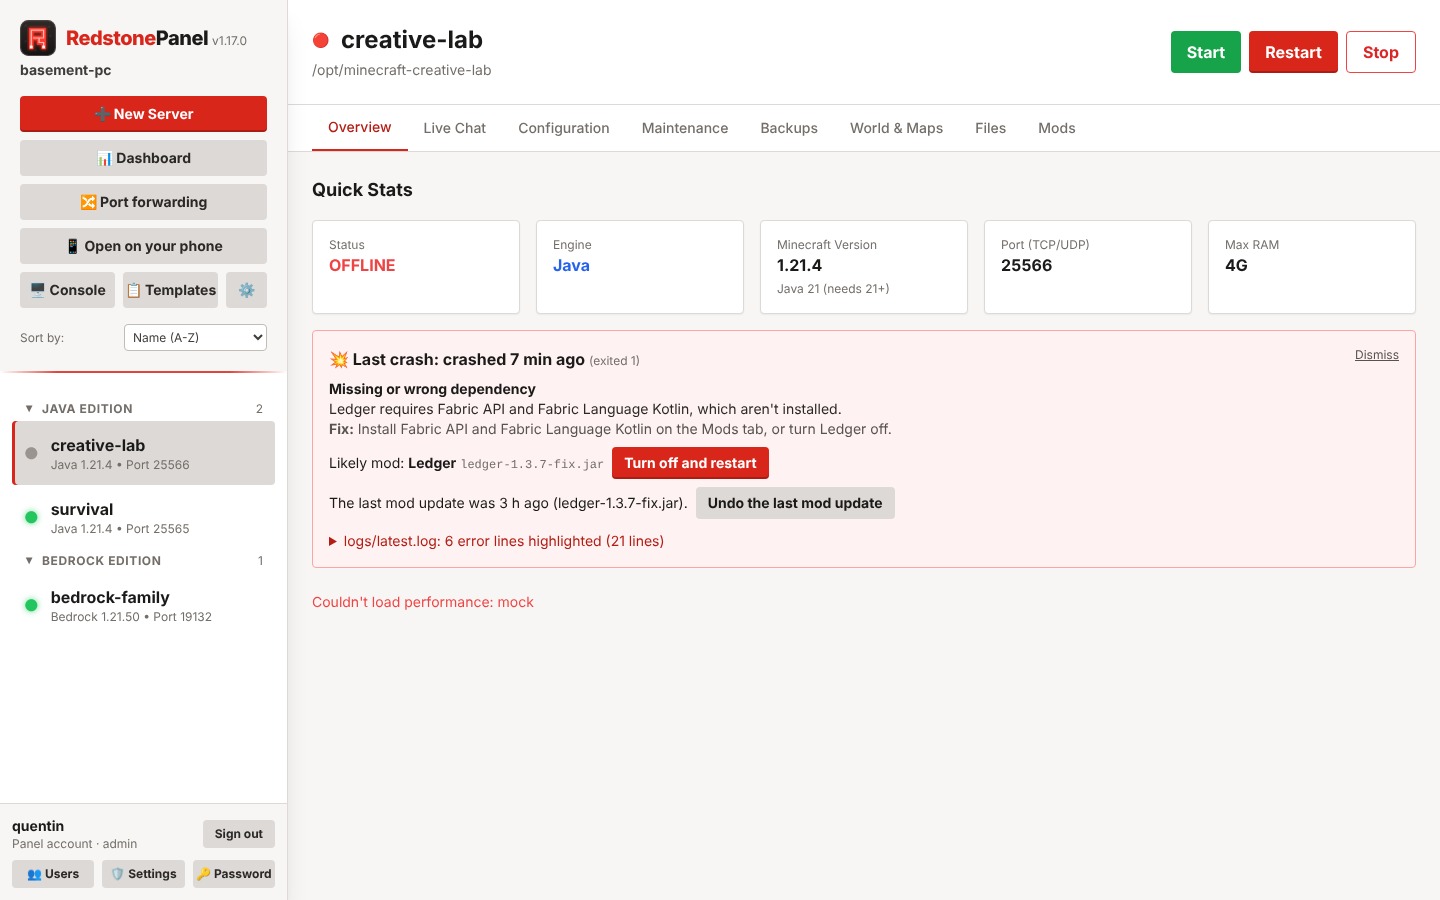 RedstonePanel v1.17.0
basement-pc
➕ New Server
📊 Dashboard
🔀 Port forwarding
📱 Open on your phone
🖥️ Console
📋 Templates
⚙️
Sort by:
Name (A-Z)
▼ JAVA EDITION 2
creative-lab
Java 1.21.4 • Port 25566
survival
Java 1.21.4 • Port 25565
▼ BEDROCK EDITION 1
bedrock-family
Bedrock 1.21.50 • Port 19132
quentin
Panel account · admin
Sign out
👥 Users
🛡️ Settings
🔑 Password
🔴 creative-lab
/opt/minecraft-creative-lab
Start
Restart
Stop
Overview
Live Chat
Configuration
Maintenance
Backups
World & Maps
Files
Mods
Quick Stats
Status
OFFLINE
Engine
Java
Minecraft Version
1.21.4
Java 21 (needs 21+)
Port (TCP/UDP)
25566
Max RAM
4G
💥 Last crash: crashed 7 min ago (exited 1)
Dismiss
Missing or wrong dependency
Ledger requires Fabric API and Fabric Language Kotlin, which aren't installed.
Fix: Install Fabric API and Fabric Language Kotlin on the Mods tab, or turn Ledger off.
Likely mod: Ledger ledger-1.3.7-fix.jar
Turn off and restart
The last mod update was 3 h ago (ledger-1.3.7-fix.jar).
Undo the last mod update
▶ logs/latest.log: 6 error lines highlighted (21 lines)
Couldn't load performance: mock